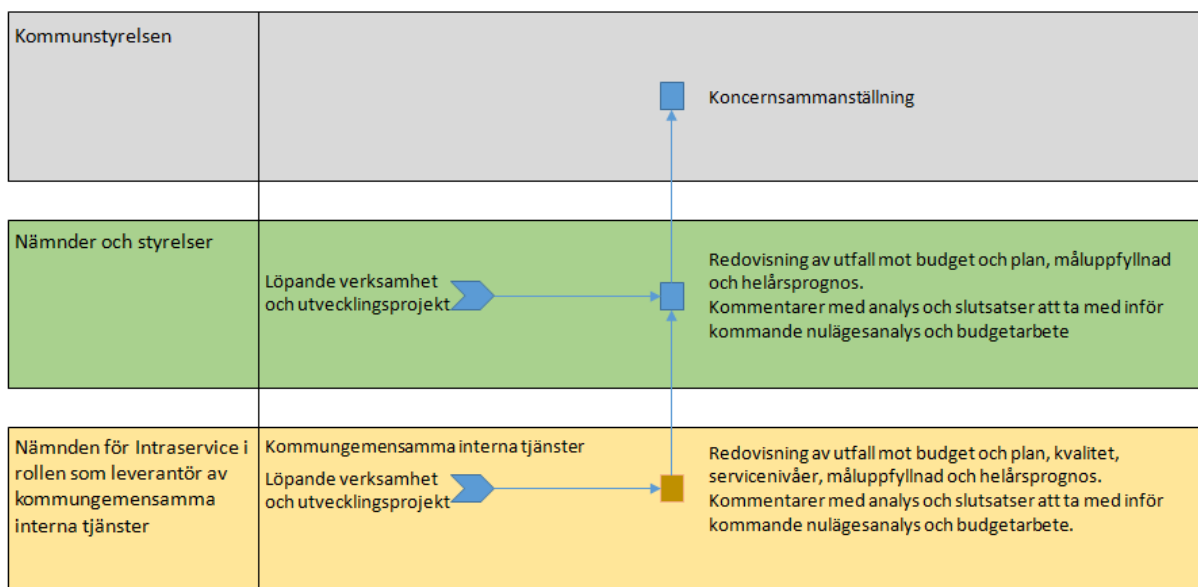 Kommunstyrelsen
Koncernsammanställning
Nämnder och styrelser
Löpande verksamhet
och utvecklingsprojekt
Redovisning av utfall mot budget och plan, måluppfyllnad
och helårsprognos.
Kommentarer med analys och slutsatser att ta med inför
kommande nulägesanalys och budgetarbete
Nämnden för Intraservice i
rollen som leverantör av
kommungemensamma
interna tjänster
Kommungemensamma interna tjänster
Löpande verksamhet
och utvecklingsprojekt
Redovisning av utfall mot budget och plan, kvalitet,
servicenivåer, måluppfyllnad och helårsprognos.
Kommentarer med analys och slutsatser att ta med inför
kommande nulägesanalys och budgetarbete.